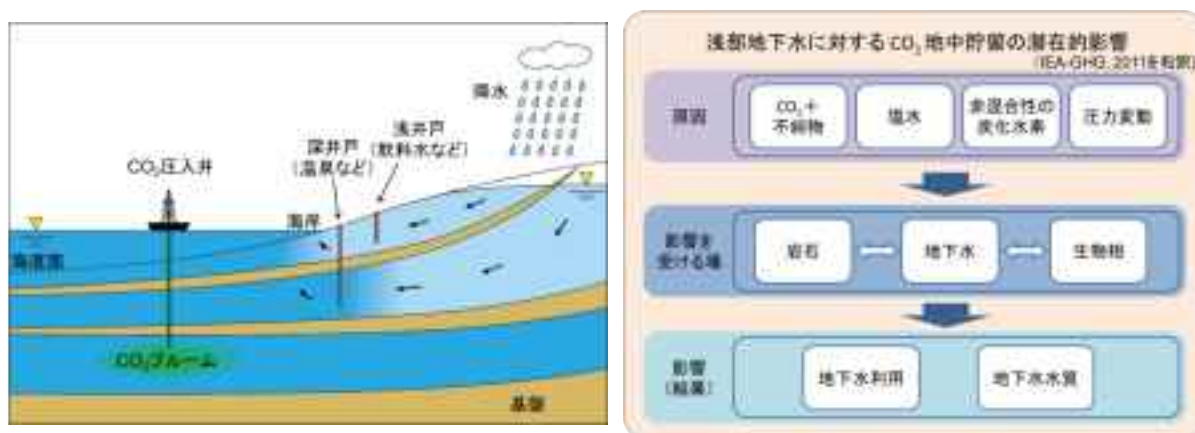 降水
浅井戸
(飲料水など)
深井戸
(温泉など)
CO₂圧入井
海岸
海底面
CO₂プルーム
基盤
浅部地下水に対するCO₂地中貯留の潜在的影響
(IEA-GHG, 2011を和訳)
原因
CO₂＋
不純物
塩水
非混合性の
炭化水素
圧力変動
影響を
受ける場
岩石
地下水
生物相
影響
(結果)
地下水利用
地下水水質